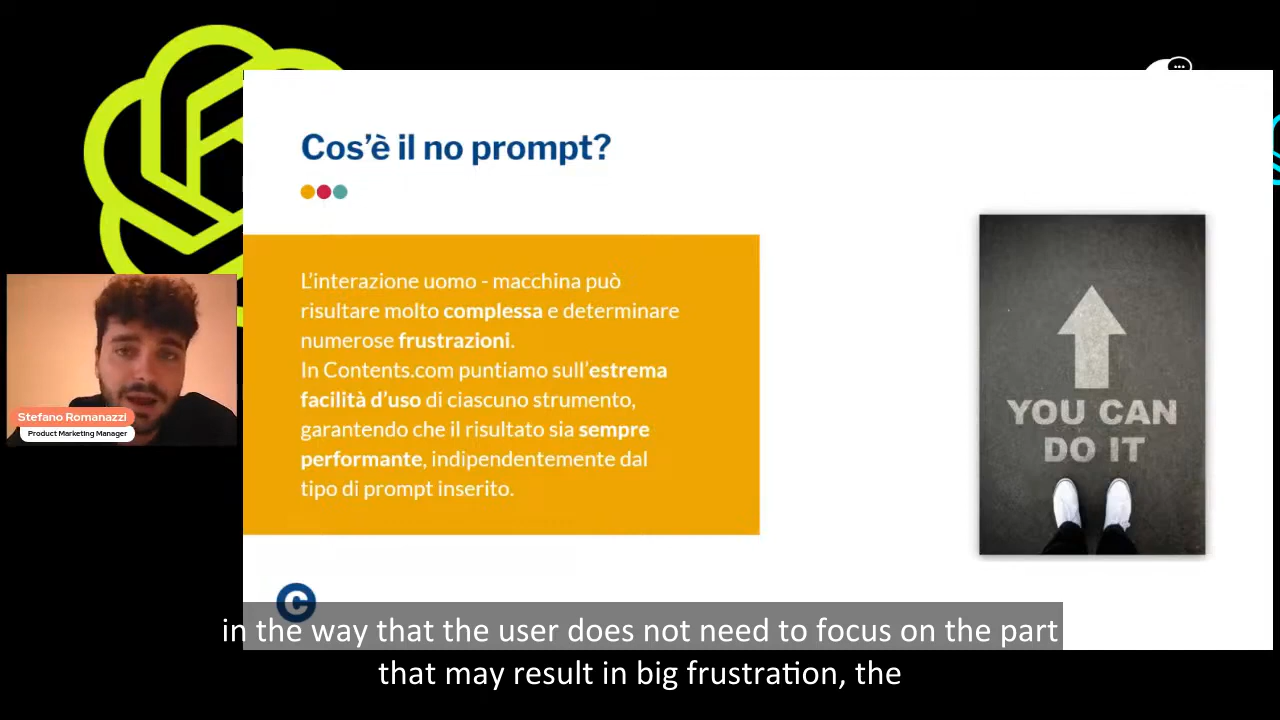 Cos'è il no prompt?
L'interazione uomo - macchina può
risultare molto complessa e determinare
numerose frustrazioni.
In Contents.com puntiamo sull'estrema
facilità d'uso di ciascuno strumento,
garantendo che il risultato sia sempre
performante, indipendentemente dal
tipo di prompt inserito.
YOU CAN
DO IT
Stefano Romanazzi
Product Marketing Manager
C
in the way that the user does not need to focus on the part
that may result in big frustration, the